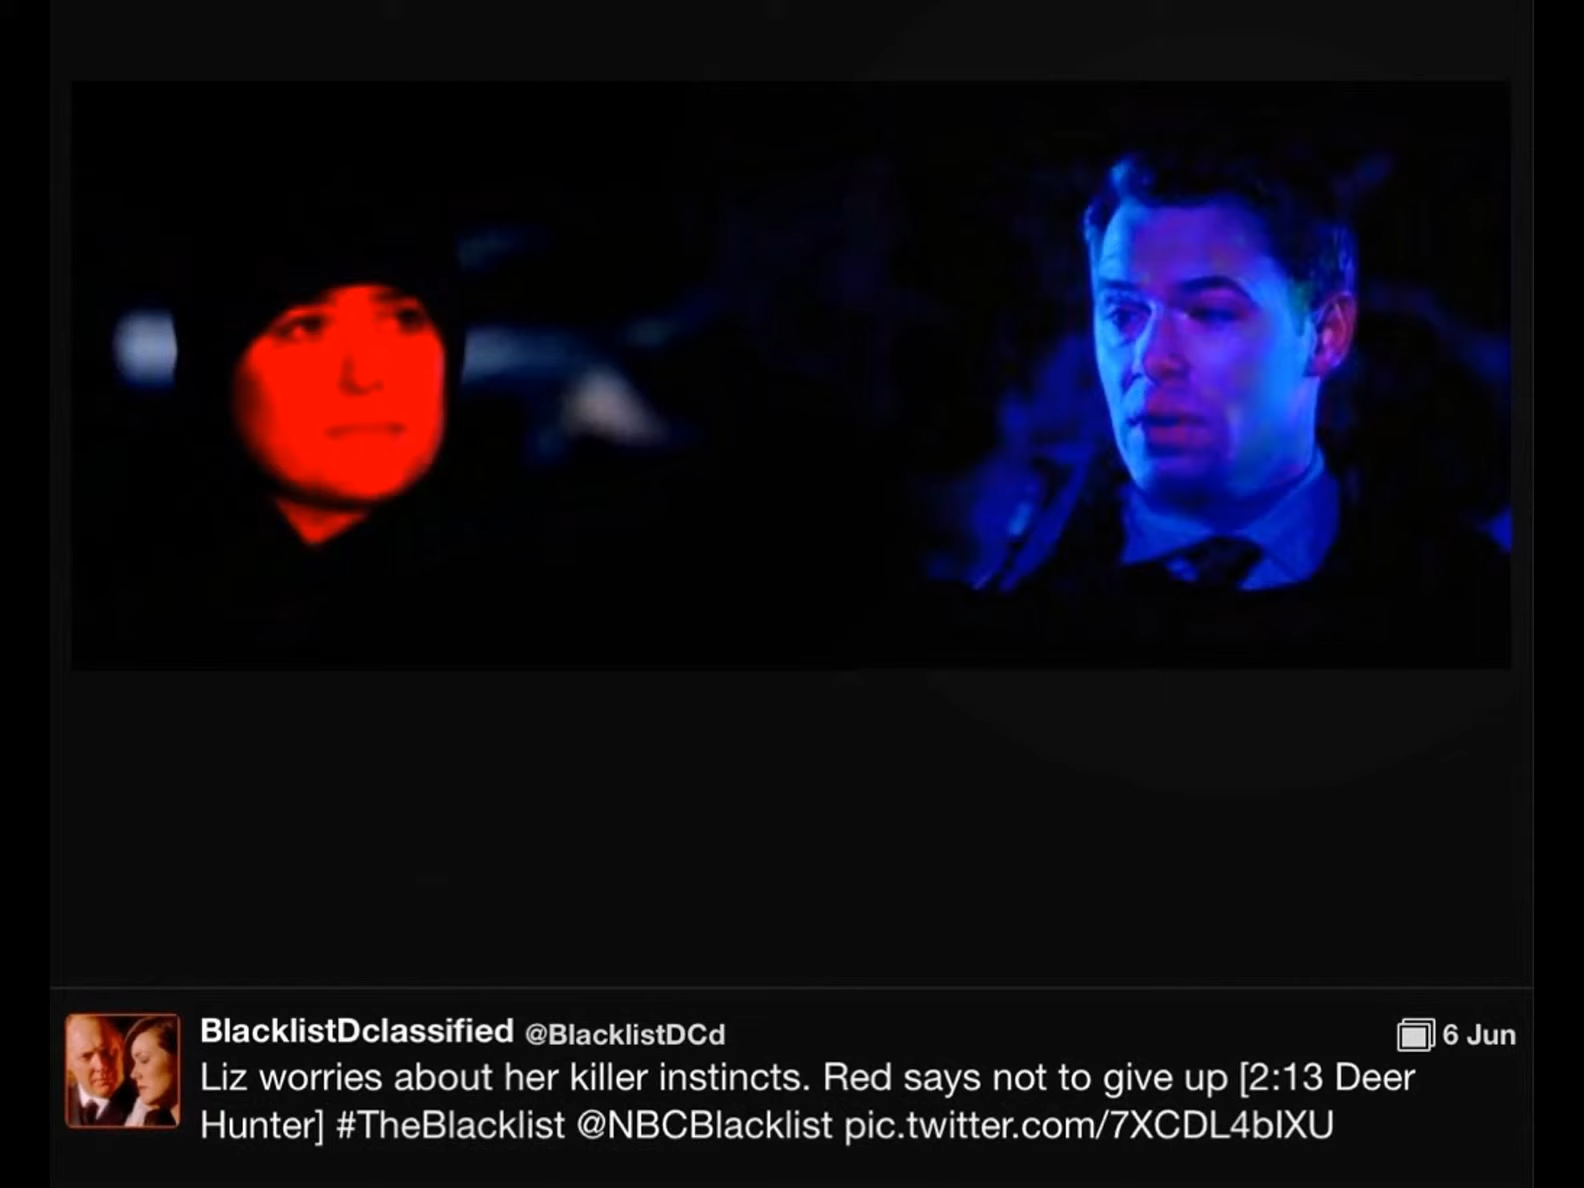 BlacklistDclassified @BlacklistDCd 6 Jun
Liz worries about her killer instincts. Red says not to give up [2:13 Deer
Hunter] #TheBlacklist @NBCBlacklist pic.twitter.com/7XCDL4bIXU